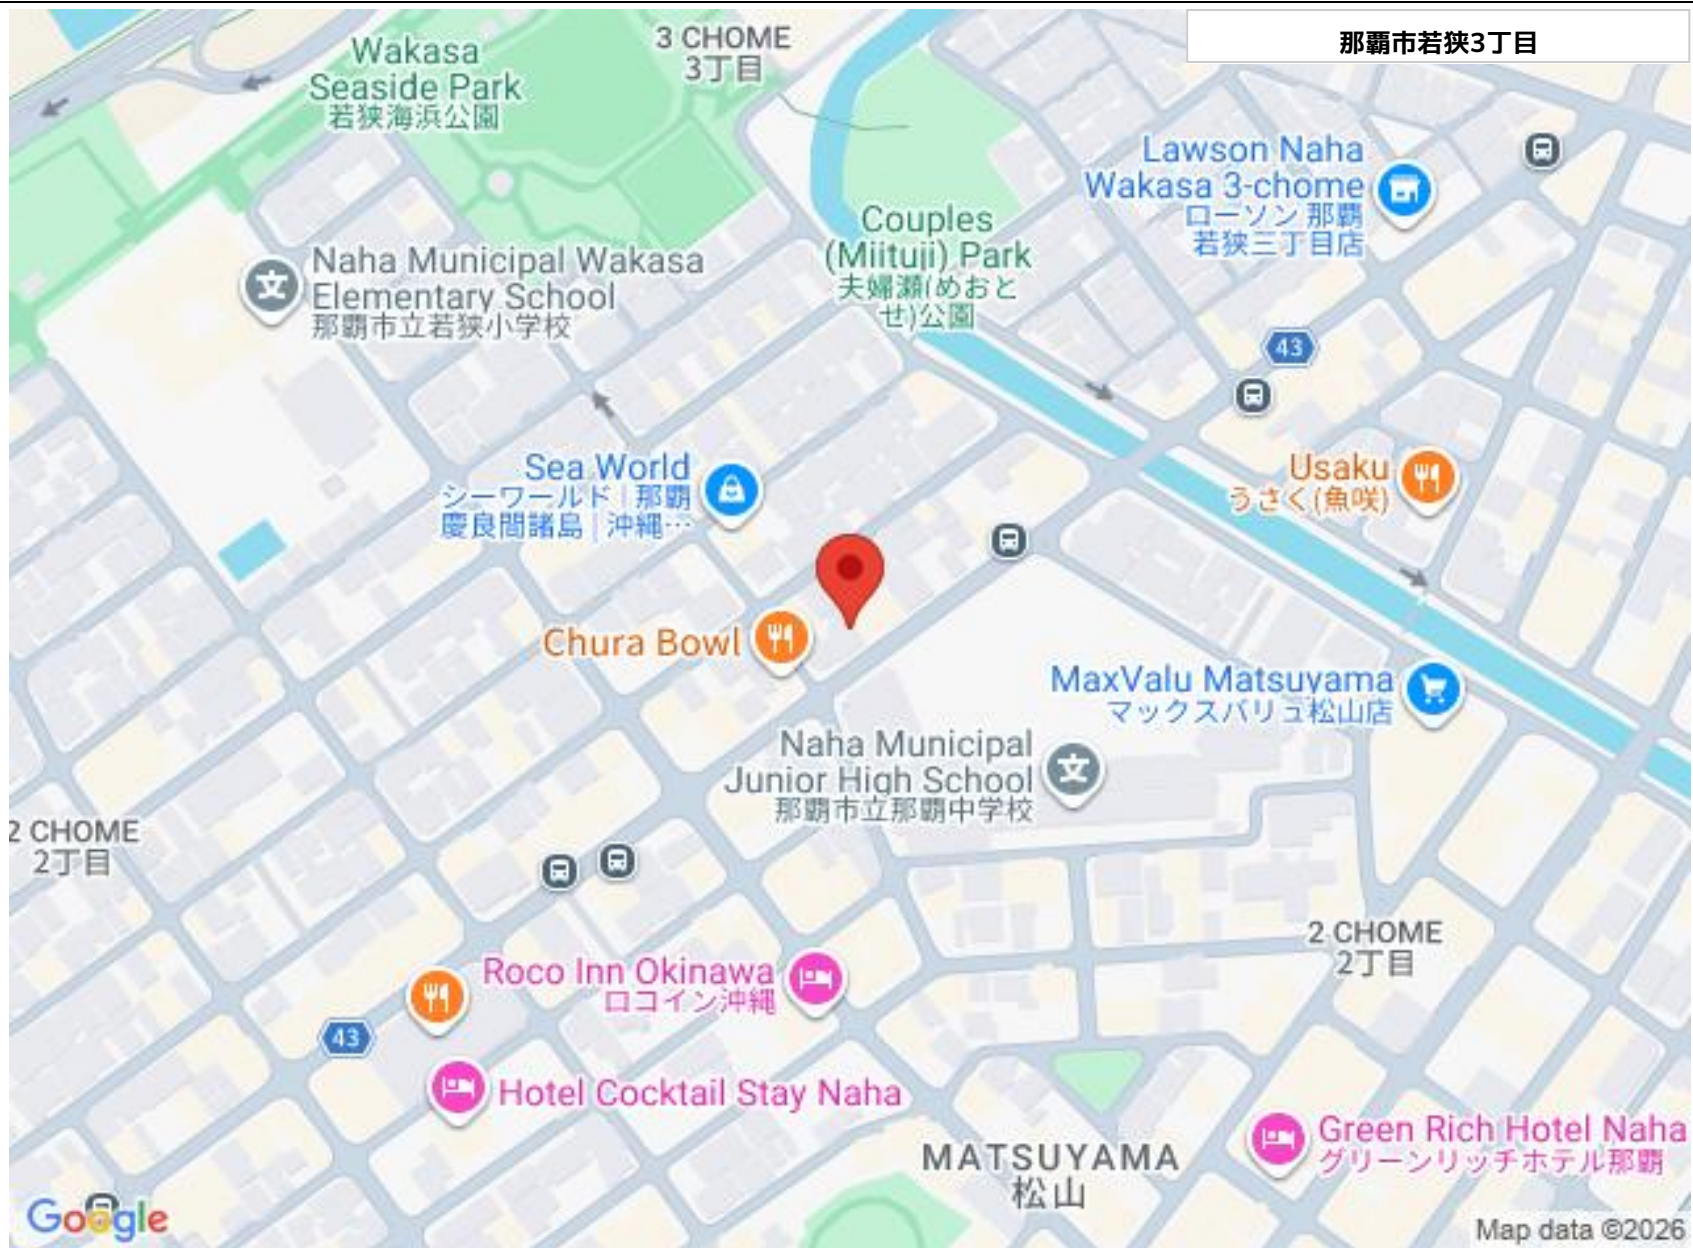 3 CHOME
3丁目
那覇市若狭3丁目
Wakasa
Seaside Park
若狭海浜公園
Lawson Naha
Wakasa 3-chome
ローソン 那覇
若狭三丁目店
Couples
(Miituji) Park
夫婦瀬(めおと
せ)公園
Naha Municipal Wakasa
Elementary School
那覇市立若狭小学校
43
Sea World
シーワールド | 那覇
慶良間諸島 | 沖縄…
Usaku
うさく(魚咲)
Chura Bowl
MaxValu Matsuyama
マックスバリュ松山店
Naha Municipal
Junior High School
那覇市立那覇中学校
2 CHOME
2丁目
2 CHOME
2丁目
Roco Inn Okinawa
ロコイン沖縄
43
Hotel Cocktail Stay Naha
Green Rich Hotel Naha
グリーンリッチホテル那覇
MATSUYAMA
松山
Google
Map data ©2026